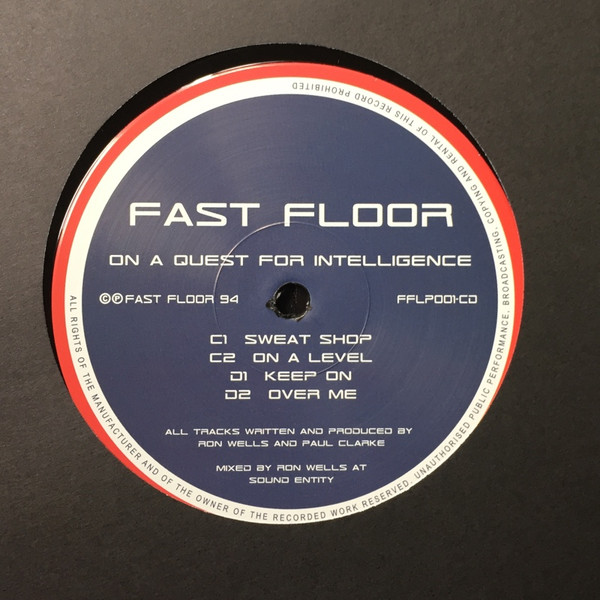 FAST FLOOR
ON A QUEST FOR INTELLIGENCE
©℗ FAST FLOOR 94
FFLP001-CD
C1 SWEAT SHOP
C2 ON A LEVEL
D1 KEEP ON
D2 OVER ME
ALL TRACKS WRITTEN AND PRODUCED BY
RON WELLS AND PAUL CLARKE
MIXED BY RON WELLS AT
SOUND ENTITY
ALL RIGHTS OF THE MANUFACTURER AND OF THE OWNER OF THE RECORDED WORK RESERVED. UNAUTHORISED PUBLIC PERFORMANCE, BROADCASTING, COPYING AND RENTAL OF THIS RECORD PROHIBITED